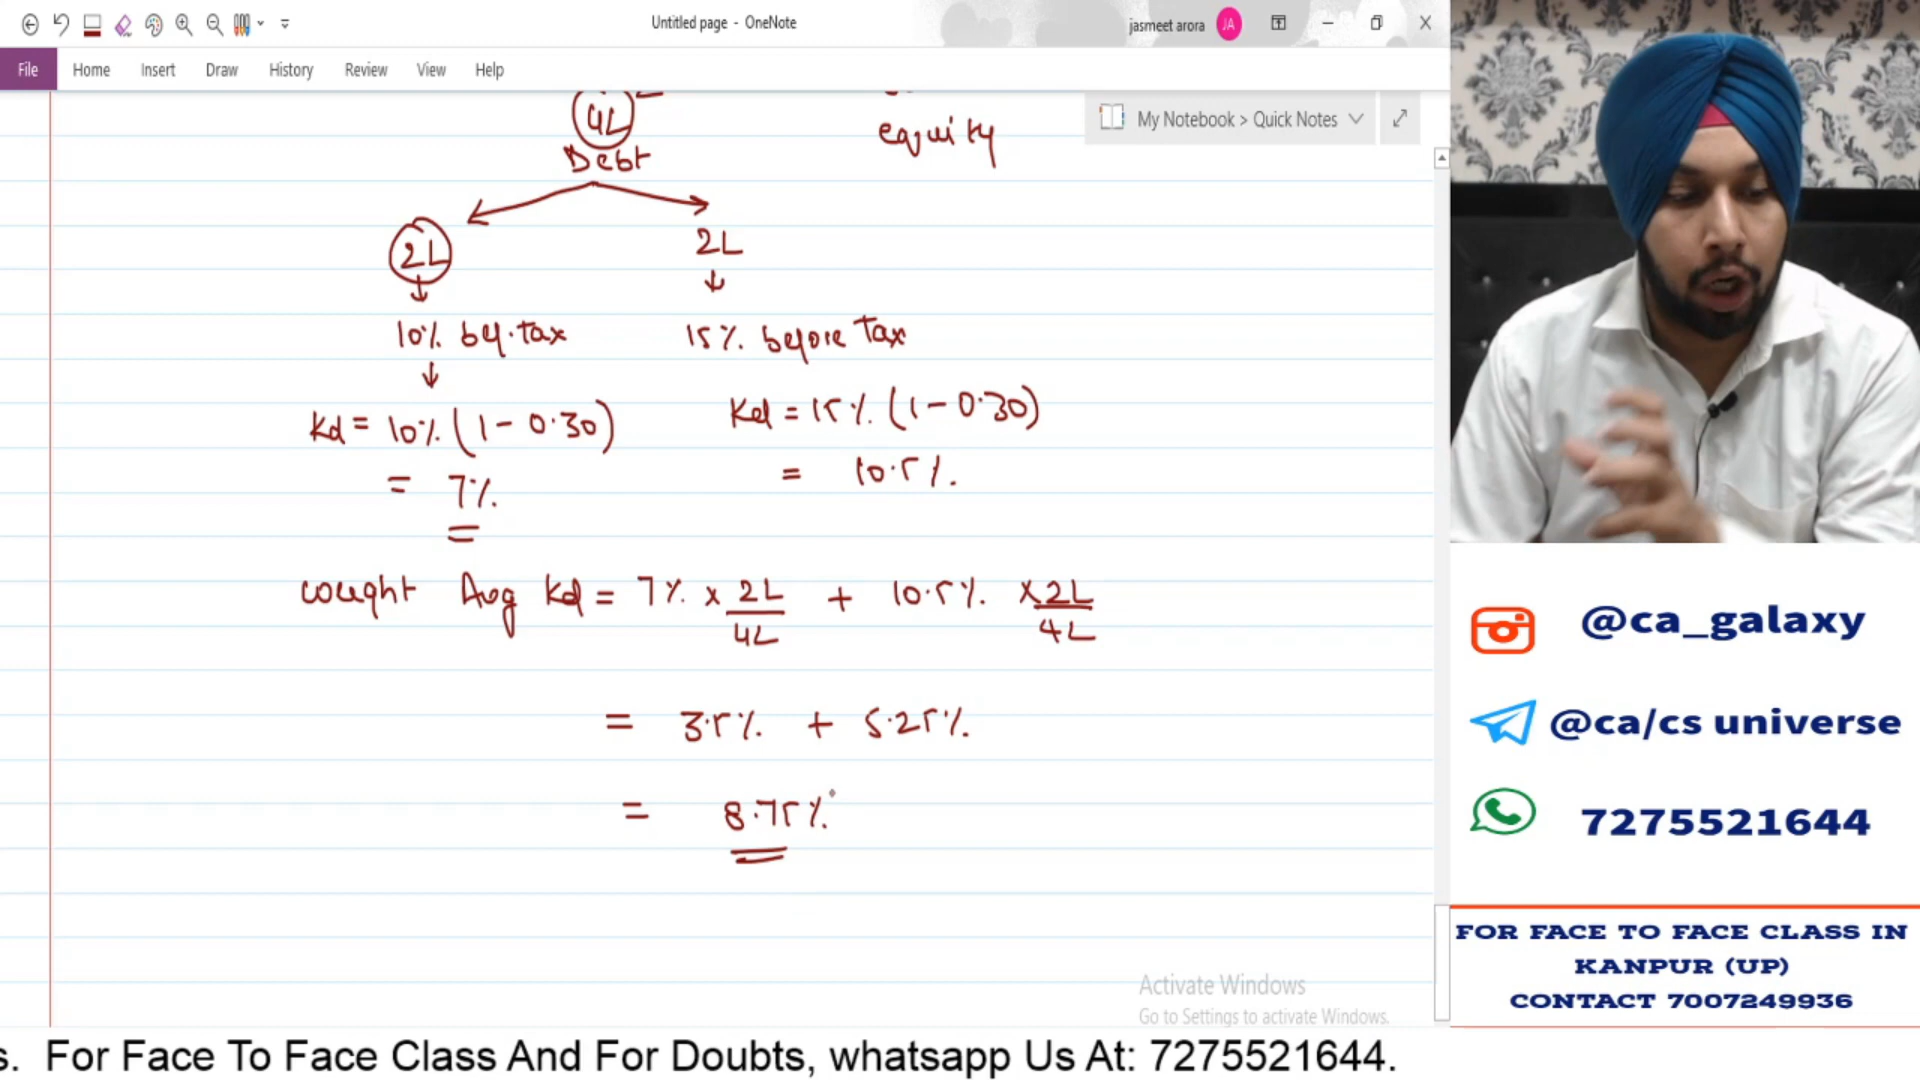 Untitled page - OneNote
jasmeet arora
JA
File Home Insert Draw History Review View Help
My Notebook > Quick Notes
4L
Debt
equity
2L
2L
10% bef. tax
15% before Tax
Kd = 10% (1 - 0.30)
Kd = 15% (1 - 0.30)
= 7%
= 10.5%
Avg Kd = 7% x 2L/4L + 10.5% x 2L/4L
= 3.5% + 5.25%
= 8.75%
@ca_galaxy
@ca/cs universe
7275521644
FOR FACE TO FACE CLASS IN
KANPUR (UP)
CONTACT 7007249936
Activate Windows
Go to Settings to activate Windows.
s. For Face To Face Class And For Doubts, whatsapp Us At: 7275521644.